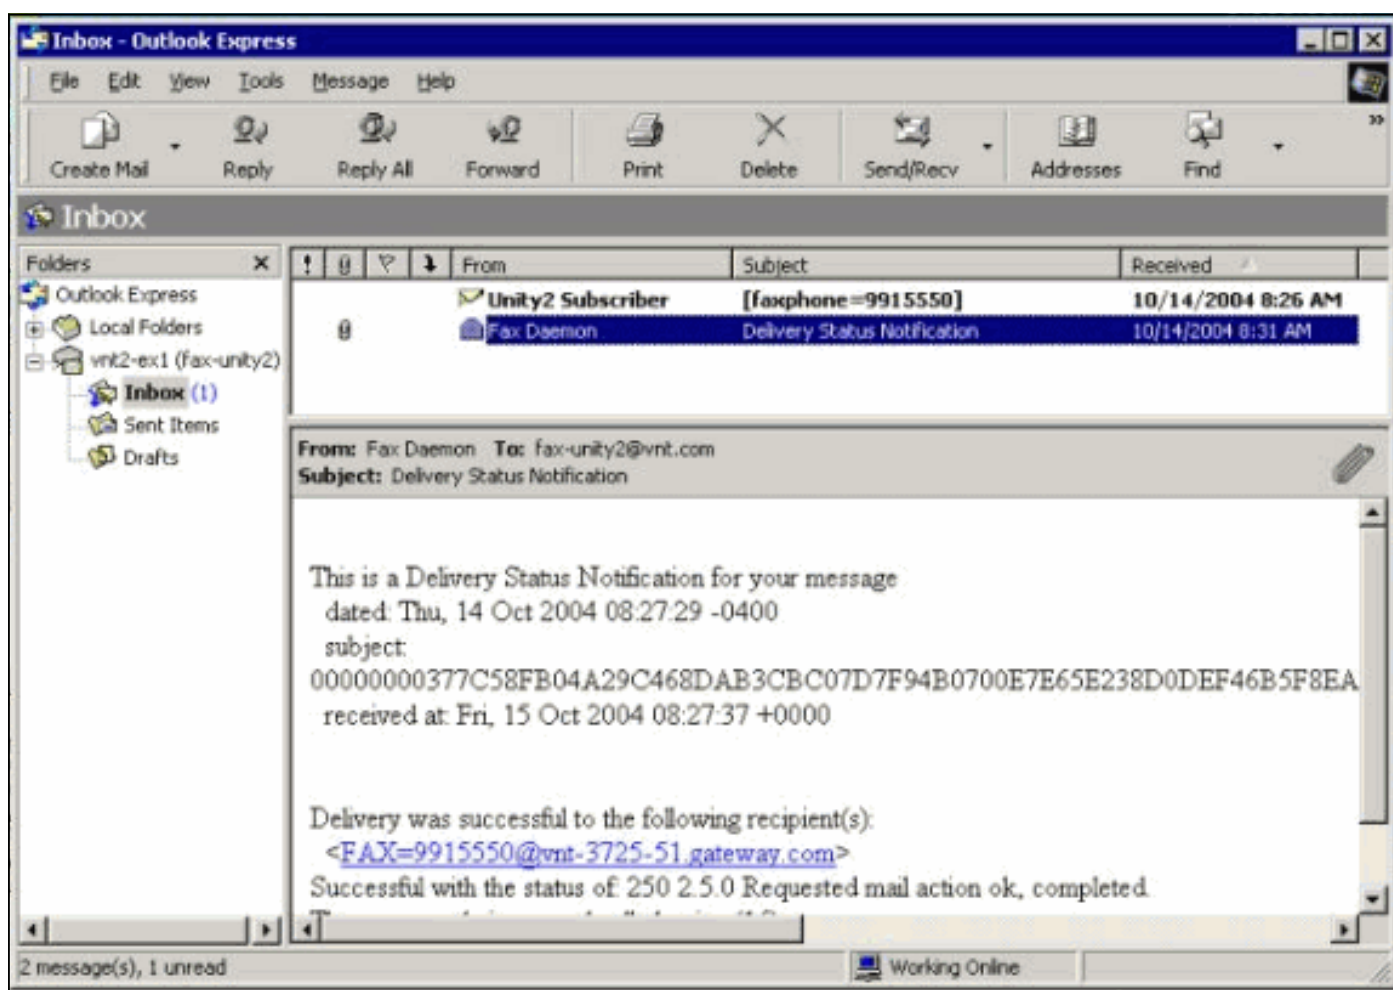 Inbox - Outlook Express
File Edit View Tools Message Help
Create Mail Reply Reply All Forward Print Delete Send/Recv Addresses Find
Inbox
Folders
! From Subject Received
Outlook Express
Local Folders
vnt2-ex1 (fax-unity2)
Inbox (1)
Sent Items
Drafts
Unity2 Subscriber [faxphone=9915550] 10/14/2004 8:26 AM
Fax Daemon Delivery Status Notification 10/14/2004 8:31 AM
From: Fax Daemon To: fax-unity2@vnt.com
Subject: Delivery Status Notification
This is a Delivery Status Notification for your message
dated: Thu, 14 Oct 2004 08:27:29 -0400
subject:
00000000377C58FB04A29C468DAB3CBC07D7F94B0700E7E65E238D0DEF46B5F8EA
received at: Fri, 15 Oct 2004 08:27:37 +0000
Delivery was successful to the following recipient(s):
<FAX=9915550@vnt-3725-51.gateway.com>
Successful with the status of: 250 2.5.0 Requested mail action ok, completed.
2 message(s), 1 unread
Working Online